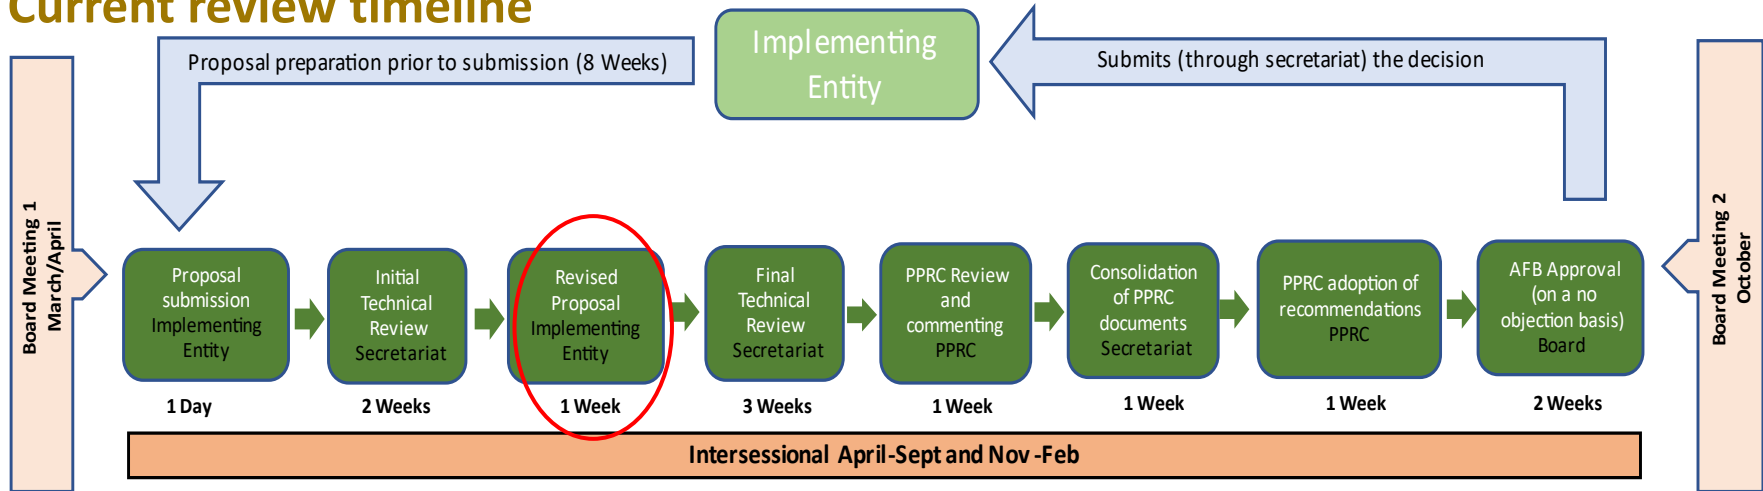 Current review timeline
Implementing
Entity
Proposal preparation prior to submission (8 Weeks)
Submits (through secretariat) the decision
Board Meeting 1
March/April
Proposal
submission
Implementing
Entity
Initial
Technical
Review
Secretariat
Revised
Proposal
Implementing
Entity
Final
Technical
Review
Secretariat
PPRC Review
and
commenting
PPRC
Consolidation
of PPRC
documents
Secretariat
PPRC adoption of
recommendations
PPRC
AFB Approval
(on a no
objection basis)
Board
Board Meeting 2
October
1 Day
2 Weeks
1 Week
3 Weeks
1 Week
1 Week
1 Week
2 Weeks
Intersessional April-Sept and Nov -Feb